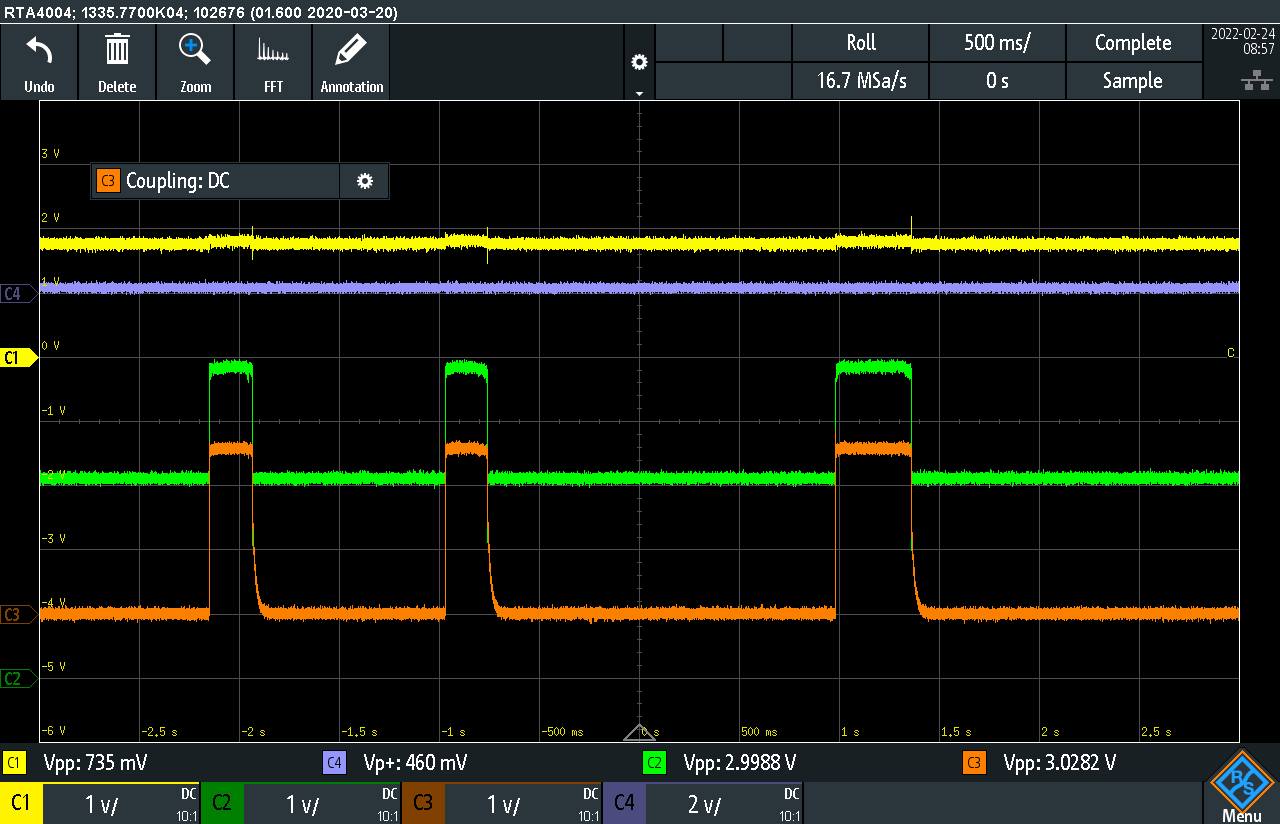 RTA4004; 1335.7700K04; 102676 (01.600 2020-03-20)
Undo
Delete
Zoom
FFT
Annotation
Roll
500 ms/
Complete
2022-02-24
08:57
16.7 MSa/s
0 s
Sample
3 V
C3 Coupling: DC
2 V
1 V
C4
0 V
C1
C
-1 V
-2 V
-3 V
-4 V
C3
-5 V
C2
-6 V
-2.5 s
-2 s
-1.5 s
-1 s
-500 ms
0 s
500 ms
1 s
1.5 s
2 s
2.5 s
C1 Vpp: 735 mV
C4 Vp+: 460 mV
C2 Vpp: 2.9988 V
C3 Vpp: 3.0282 V
C1 1 V/ DC 10:1
C2 1 V/ DC 10:1
C3 1 V/ DC 10:1
C4 2 V/ DC 10:1
R S
Menu